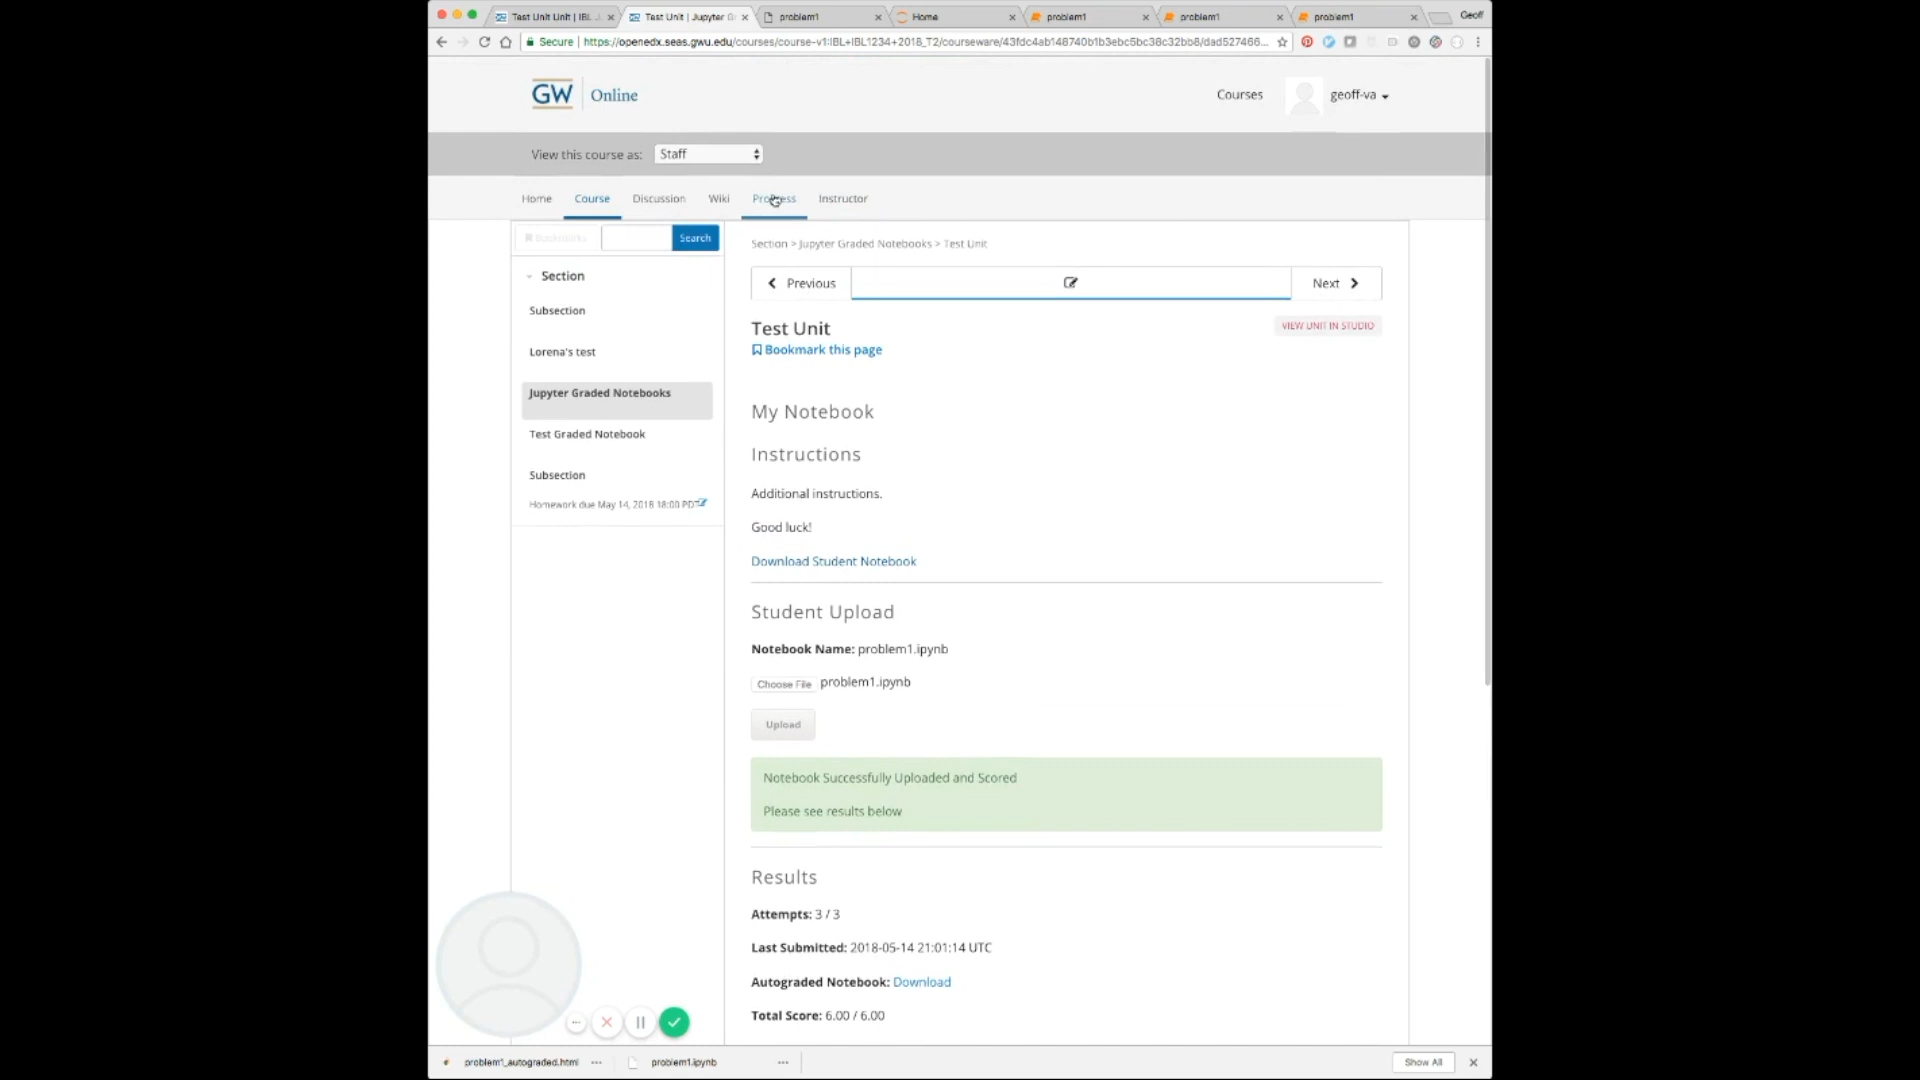 Test Unit Unit | IBL J
Test Unit | Jupyter Gr
problem1
Home
problem1
problem1
problem1
Geoff
Secure
https://openedx.seas.gwu.edu/courses/course-v1:IBL+IBL1234+2018_T2/courseware/43fdc4ab148740b1b3ebc5bc38c32bb8/dad527466...
GW Online
Courses
geoff-va
View this course as: Staff
Home
Course
Discussion
Wiki
Progress
Instructor
Bookmarks
Search
Section > Jupyter Graded Notebooks > Test Unit
Section
Subsection
Lorena's test
Jupyter Graded Notebooks
Test Graded Notebook
Subsection
Homework due May 14, 2018 18:00 PDT
Previous
Next
Test Unit
VIEW UNIT IN STUDIO
Bookmark this page
My Notebook
Instructions
Additional instructions.
Good luck!
Download Student Notebook
Student Upload
Notebook Name: problem1.ipynb
Choose File problem1.ipynb
Upload
Notebook Successfully Uploaded and Scored
Please see results below
Results
Attempts: 3 / 3
Last Submitted: 2018-05-14 21:01:14 UTC
Autograded Notebook: Download
Total Score: 6.00 / 6.00
problem1_autograded.html
problem1.ipynb
Show All